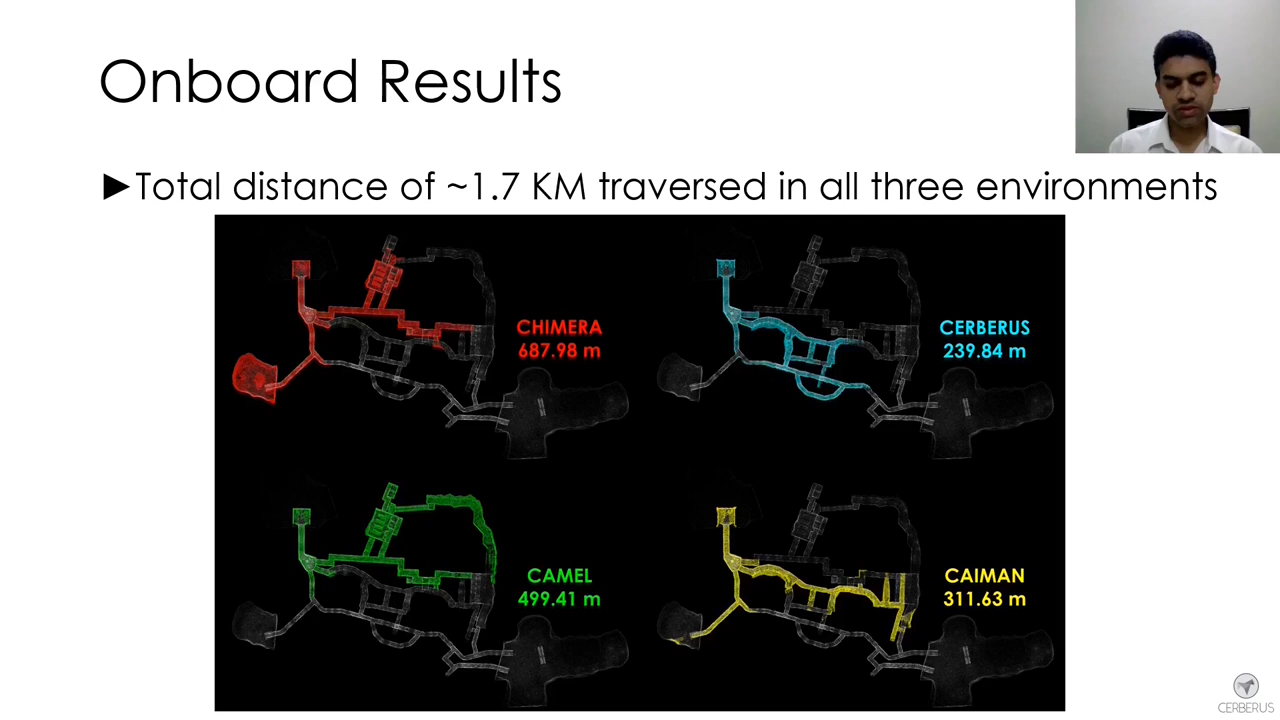 Onboard Results
►Total distance of ~1.7 KM traversed in all three environments
CHIMERA
687.98 m
CERBERUS
239.84 m
CAMEL
499.41 m
CAIMAN
311.63 m
CERBERUS